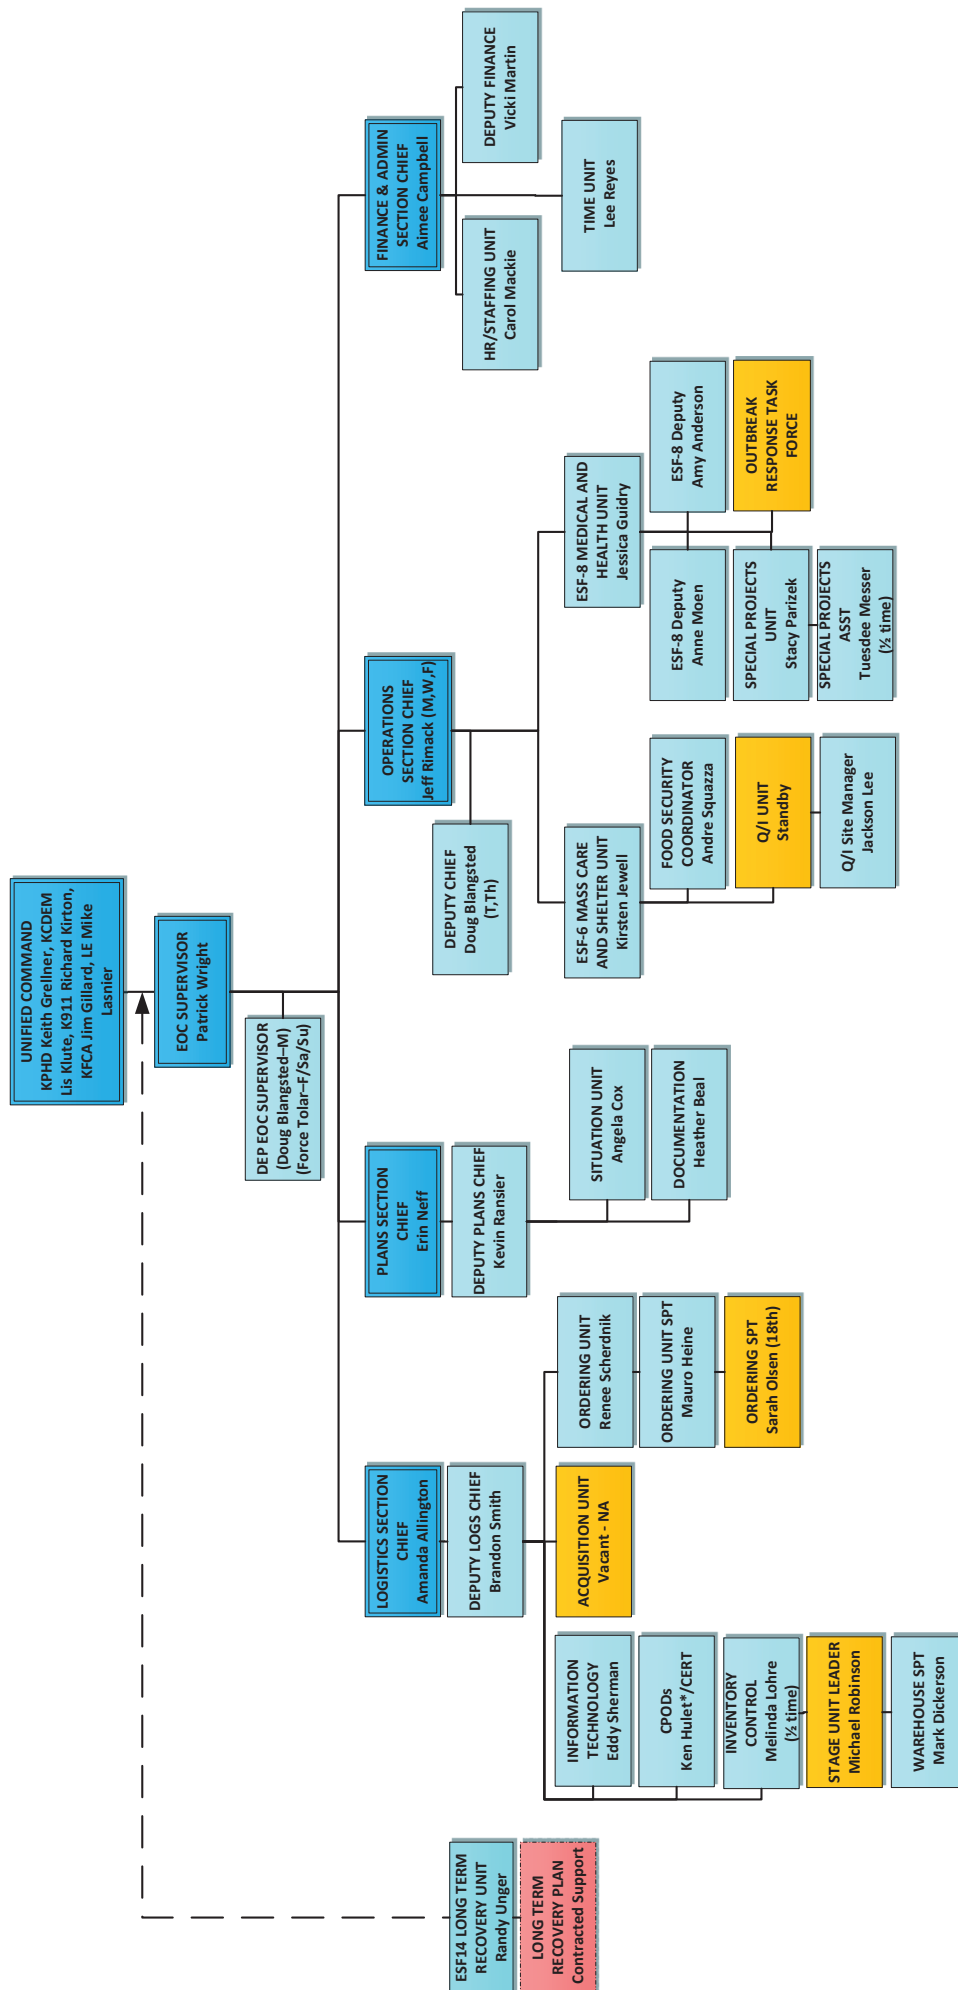 UNIFIED COMMAND
KPHD Keith Grellner, KCDEM
Lis Klute, K911 Richard Kirton,
KFCA Jim Gillard, LE Mike
Lasnier
EOC SUPERVISOR
Patrick Wright
DEP EOC SUPERVISOR
(Doug Blangsted–M)
(Force Tolar–F/Sa/Su)
ESF14 LONG TERM
RECOVERY UNIT
Randy Unger
LONG TERM
RECOVERY PLAN
Contracted Support
LOGISTICS SECTION
CHIEF
Amanda Allington
DEPUTY LOGS CHIEF
Brandon Smith
INFORMATION
TECHNOLOGY
Eddy Sherman
CPODs
Ken Hulet*/CERT
INVENTORY
CONTROL
Melinda Lohre
(½ time)
STAGE UNIT LEADER
Michael Robinson
WAREHOUSE SPT
Mark Dickerson
ACQUISITION UNIT
Vacant - NA
ORDERING UNIT
Renee Scherdnik
ORDERING UNIT SPT
Mauro Heine
ORDERING SPT
Sarah Olsen (18th)
PLANS SECTION
CHIEF
Erin Neff
DEPUTY PLANS CHIEF
Kevin Ransier
SITUATION UNIT
Angela Cox
DOCUMENTATION
Heather Beal
OPERATIONS
SECTION CHIEF
Jeff Rimack (M,W,F)
DEPUTY CHIEF
Doug Blangsted
(T,Th)
ESF-6 MASS CARE
AND SHELTER UNIT
Kirsten Jewell
FOOD SECURITY
COORDINATOR
Andre Squazza
Q/I UNIT
Standby
Q/I Site Manager
Jackson Lee
ESF-8 MEDICAL AND
HEALTH UNIT
Jessica Guidry
ESF-8 Deputy
Anne Moen
ESF-8 Deputy
Amy Anderson
SPECIAL PROJECTS
UNIT
Stacy Parizek
OUTBREAK
RESPONSE TASK
FORCE
SPECIAL PROJECTS
ASST
Tuesdee Messer
(½ time)
FINANCE & ADMIN
SECTION CHIEF
Aimee Campbell
HR/STAFFING UNIT
Carol Mackie
DEPUTY FINANCE
Vicki Martin
TIME UNIT
Lee Reyes